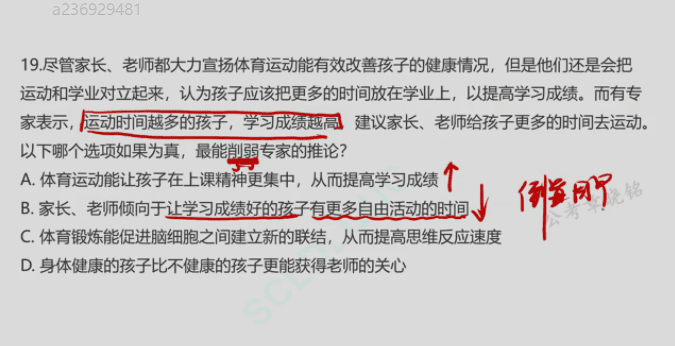 a236929481
19.尽管家长、老师都大力宣扬体育运动能有效改善孩子的健康情况，但是他们还是会把
运动和学业对立起来，认为孩子应该把更多的时间放在学业上，以提高学习成绩。而有专
家表示，运动时间越多的孩子，学习成绩越高，建议家长、老师给孩子更多的时间去运动。
以下哪个选项如果为真，最能削弱专家的推论？
A. 体育运动能让孩子在上课精神更集中，从而提高学习成绩
B. 家长、老师倾向于让学习成绩好的孩子有更多自由活动的时间
倒因
C. 体育锻炼能促进脑细胞之间建立新的联结，从而提高思维反应速度
D. 身体健康的孩子比不健康的孩子更能获得老师的关心